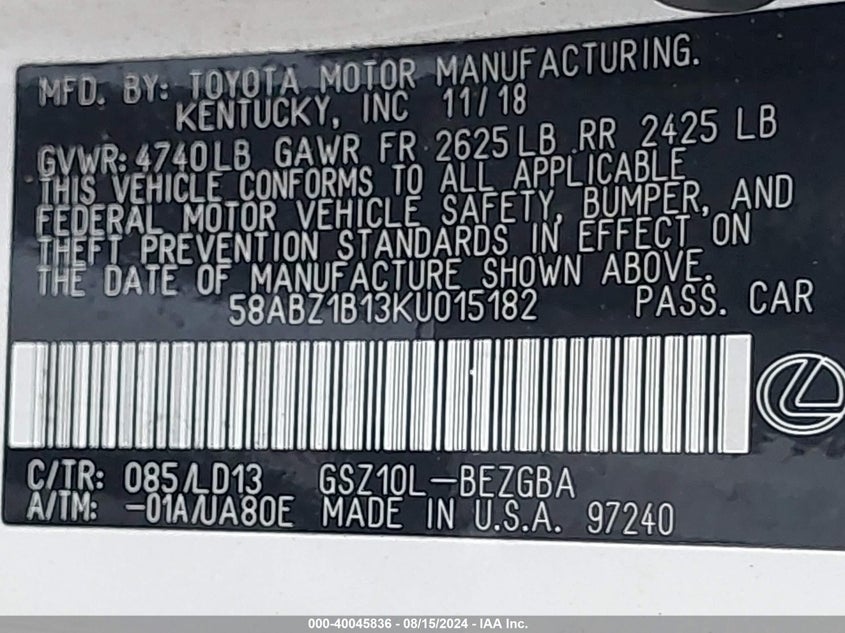 MFD. BY: TOYOTA MOTOR MANUFACTURING.
KENTUCKY, INC 11/18
GVWR: 4740LB GAWR FR 2625 LB RR 2425 LB
THIS VEHICLE CONFORMS TO ALL APPLICABLE
FEDERAL MOTOR VEHICLE SAFETY, BUMPER, AND
THEFT PREVENTION STANDARDS IN EFFECT ON
THE DATE OF MANUFACTURE SHOWN ABOVE.
58ABZ1B13KU015182 PASS. CAR
C/TR: 085/LD13 GSZ10L-BEZGBA
A/TM: -01A/UA80E MADE IN U.S.A. 97240
000-40045836 - 08/15/2024 - IAA Inc.